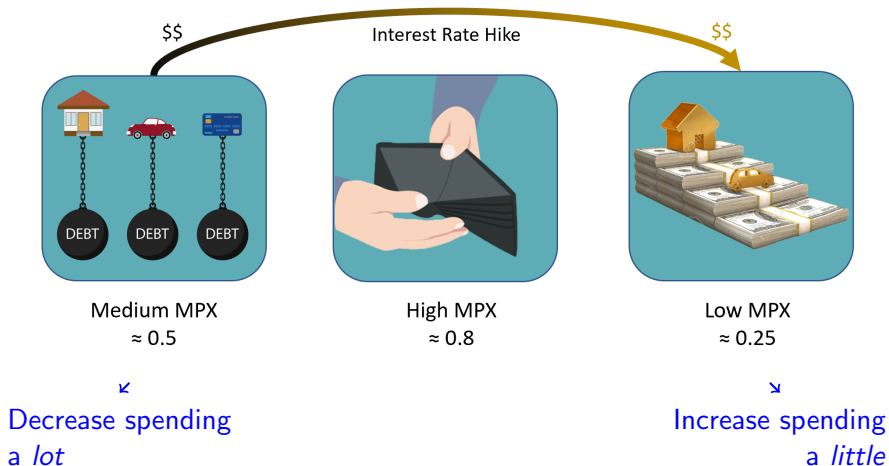 $$
Interest Rate Hike
$$
DEBT
DEBT
DEBT
Medium MPX
≈ 0.5
High MPX
≈ 0.8
Low MPX
≈ 0.25
Decrease spending
a lot
Increase spending
a little